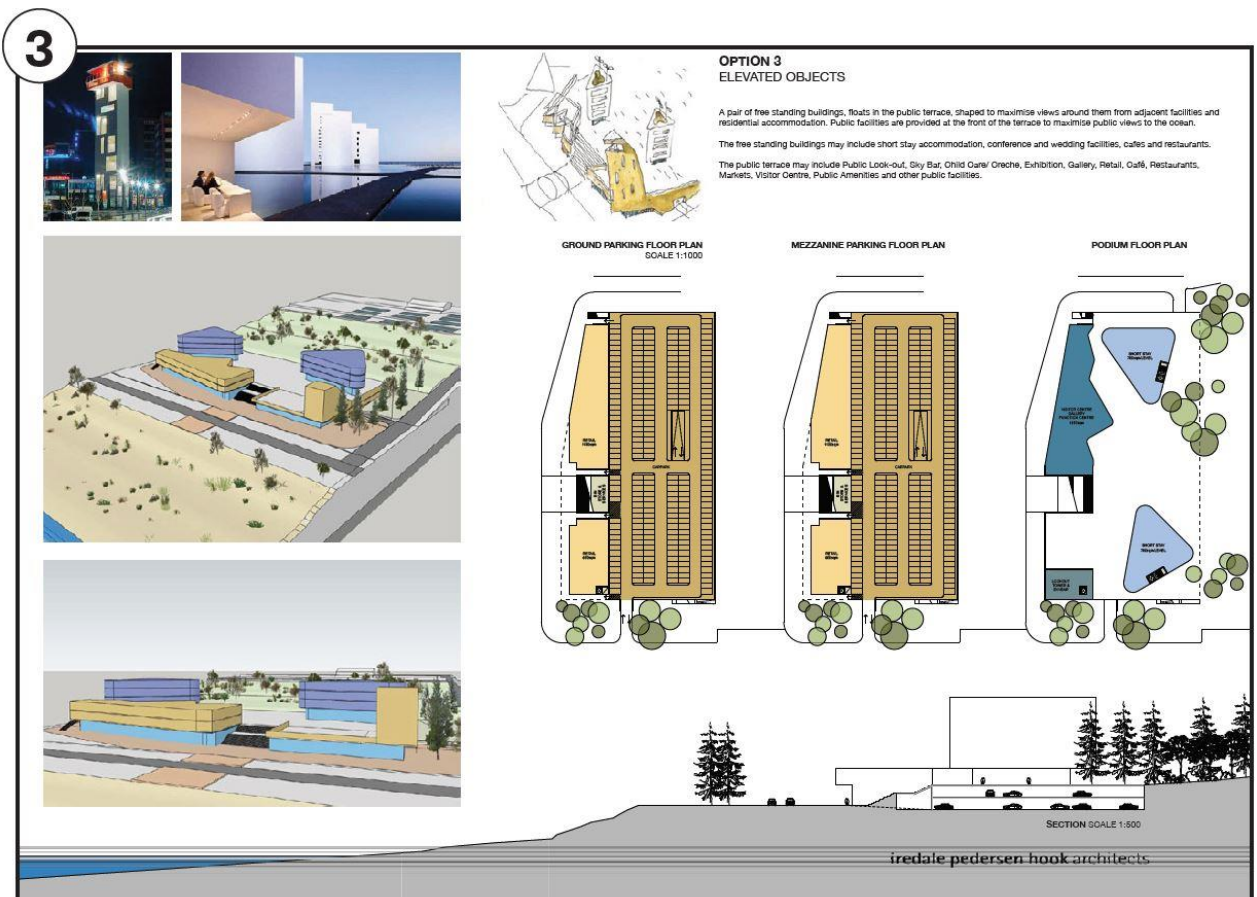 3
OPTION 3
ELEVATED OBJECTS
A pair of free standing buildings, floats in the public terrace, shaped to maximise views around them from adjacent facilities and
residential accommodation. Public facilities are provided at the front of the terrace to maximise public views to the ocean.
The free standing buildings may include short stay accommodation, conference and wedding facilities, cafes and restaurants.
The public terrace may include Public Look-out, Sky Bar, Child Care/ Creche, Exhibition, Gallery, Retail, Café, Restaurants,
Markets, Visitor Centre, Public Amenities and other public facilities.
GROUND PARKING FLOOR PLAN
SCALE 1:1000
MEZZANINE PARKING FLOOR PLAN
PODIUM FLOOR PLAN
RETAIL
CARPARK
RETAIL
RETAIL
CARPARK
RETAIL
SHORT STAY
VISITOR CENTRE
GALLERY
SHORT STAY
LOOKOUT
TOWER &
SECTION SCALE 1:500
iredale pedersen hook architects